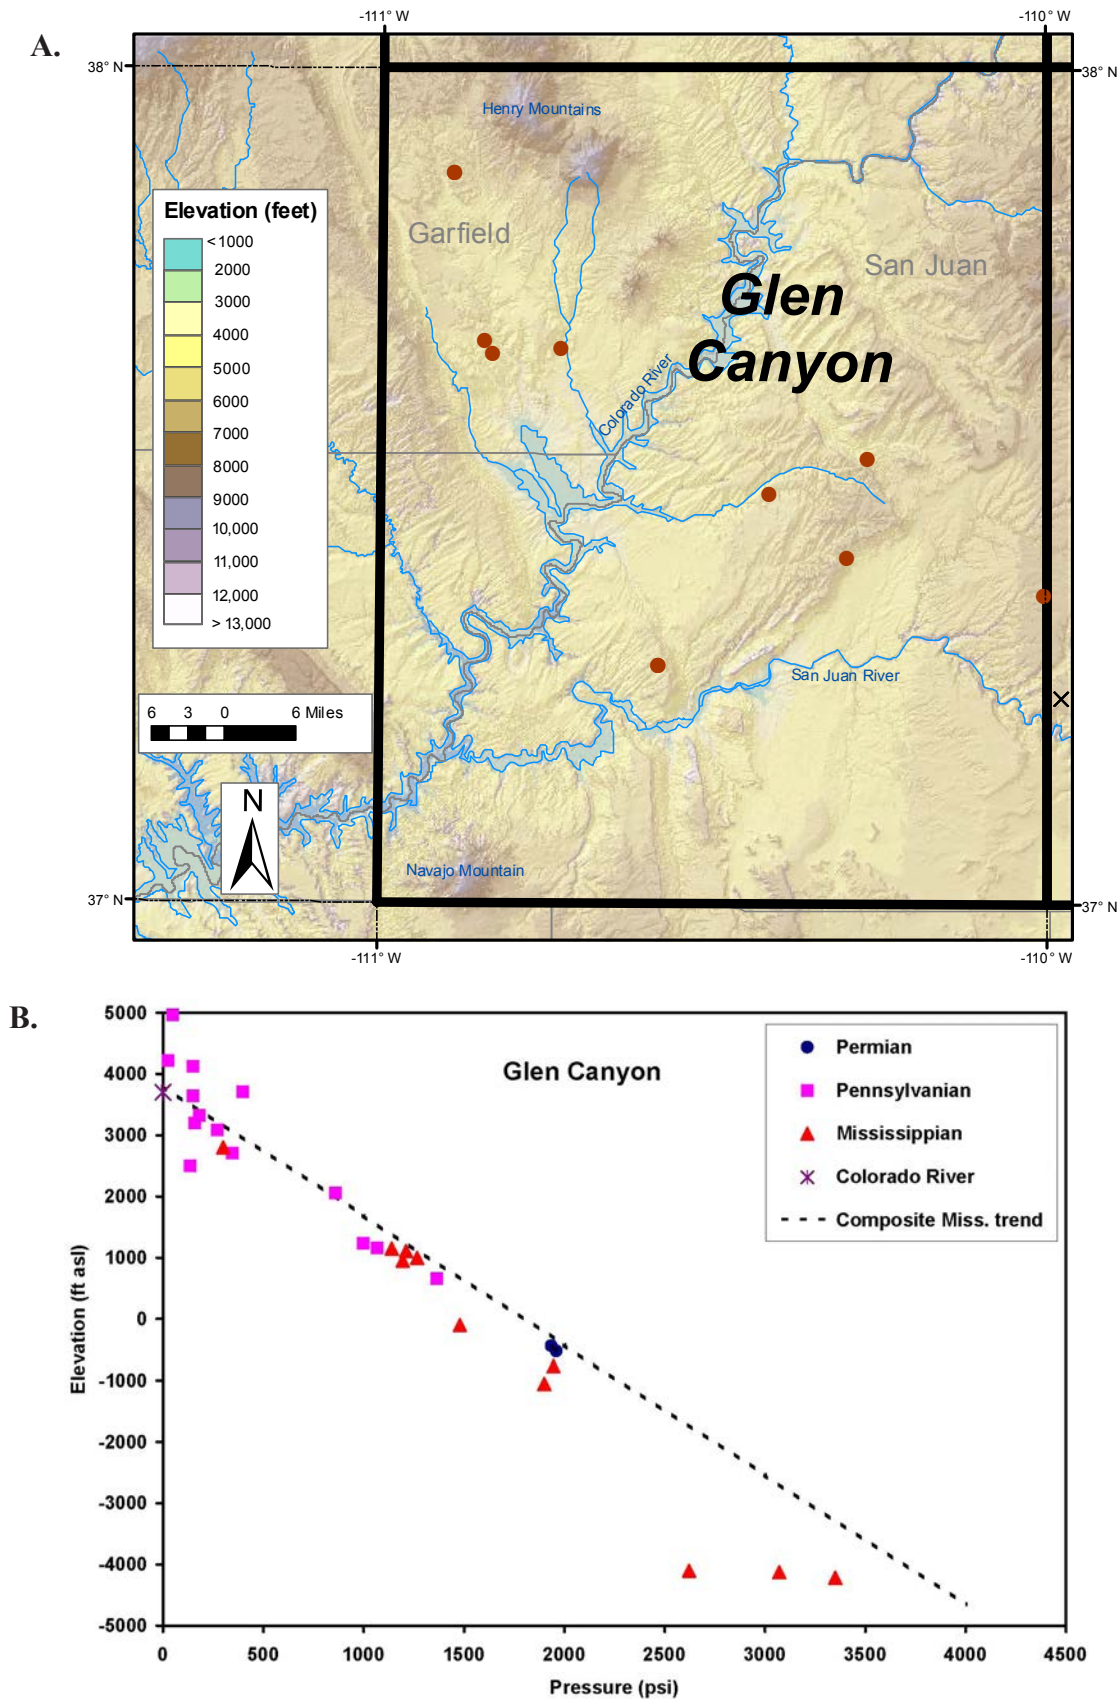 A.
-111° W
-110° W
38° N
38° N
Henry Mountains
Elevation (feet)
< 1000
2000
3000
4000
5000
6000
7000
8000
9000
10,000
11,000
12,000
> 13,000
Garfield
San Juan
Glen
Canyon
Colorado River
San Juan River
6 3 0 6 Miles
N
Navajo Mountain
37° N
37° N
-111° W
-110° W
B.
Glen Canyon
Permian
Pennsylvanian
Mississippian
Colorado River
Composite Miss. trend
Elevation (ft asl)
5000
4000
3000
2000
1000
0
-1000
-2000
-3000
-4000
-5000
0 500 1000 1500 2000 2500 3000 3500 4000 4500
Pressure (psi)